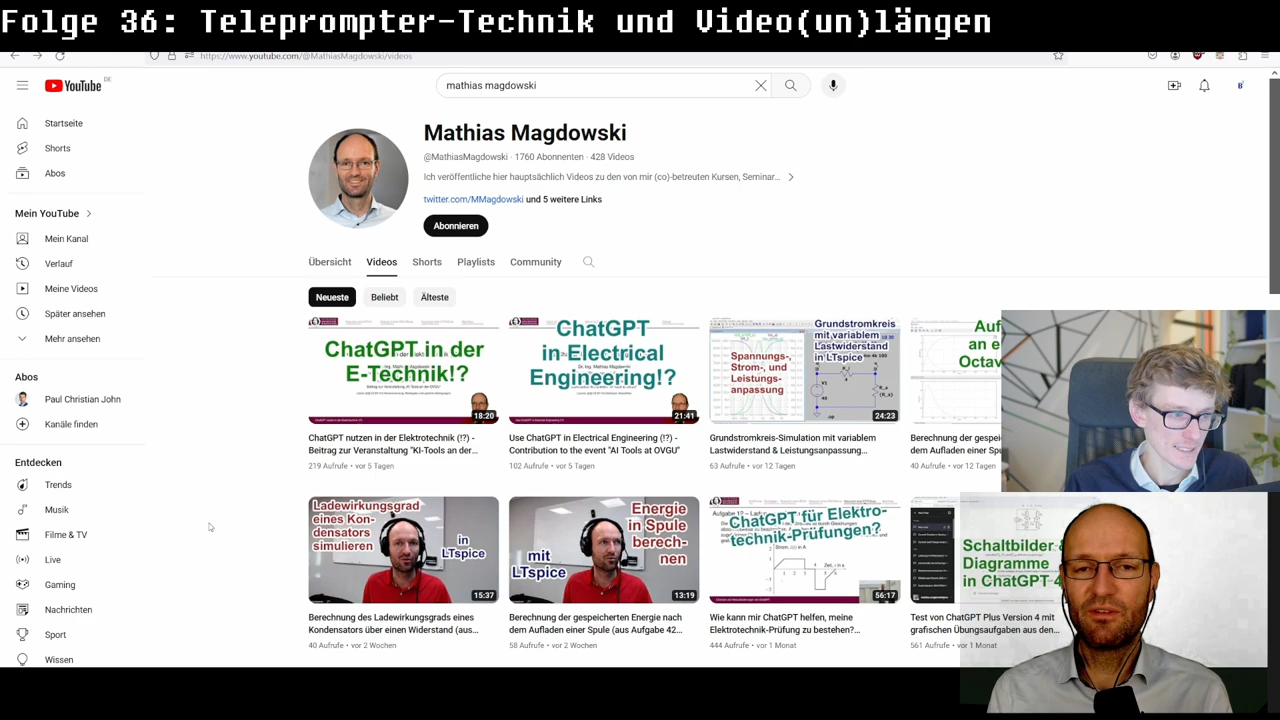 Folge 36: Teleprompter-Technik und Video(un)längen
https://www.youtube.com/@MathiasMagdowski/videos
YouTube DE
mathias magdowski
Startseite
Shorts
Abos
Mein YouTube
Mein Kanal
Verlauf
Meine Videos
Später ansehen
Mehr ansehen
Abos
Paul Christian John
Kanäle finden
Entdecken
Trends
Musik
Filme & TV
Live
Gaming
Nachrichten
Sport
Wissen
Mathias Magdowski
@MathiasMagdowski · 1760 Abonnenten · 428 Videos
Ich veröffentliche hier hauptsächlich Videos zu den von mir (co)-betreuten Kursen, Seminar...
twitter.com/MMagdowski und 5 weitere Links
Abonnieren
Übersicht
Videos
Shorts
Playlists
Community
Neueste
Beliebt
Älteste
ChatGPT in der
E-Technik!?
18:20
ChatGPT
in Electrical
Engineering!?
21:41
Spannungs-,
Strom-, und
Leistungs-
anpassung
Grundstromkreis
mit variablem
Lastwiderstand
in LTspice
24:23
Auf
an e
Octav
ChatGPT nutzen in der Elektrotechnik (!?) -
Beitrag zur Veranstaltung "KI-Tools an der...
219 Aufrufe • vor 5 Tagen
Use ChatGPT in Electrical Engineering (!?) -
Contribution to the event "AI Tools at OVGU"
102 Aufrufe • vor 5 Tagen
Grundstromkreis-Simulation mit variablem
Lastwiderstand & Leistungsanpassung...
63 Aufrufe • vor 12 Tagen
Berechnung der gespei
dem Aufladen einer Spu
40 Aufrufe • vor 12 Tagen
Ladewirkungsgrad
eines Kon-
densators
simulieren
in
LTspice
15:37
Energie
in Spule
berech-
nen
mit
LTspice
13:19
ChatGPT für Elektro-
technik-Prüfungen?
56:17
Schaltbilder &
Diagramme
in ChatGPT 4
Berechnung des Ladewirkungsgrads eines
Kondensators über einen Widerstand (aus...
40 Aufrufe • vor 2 Wochen
Berechnung der gespeicherten Energie nach
dem Aufladen einer Spule (aus Aufgabe 42...
58 Aufrufe • vor 2 Wochen
Wie kann mir ChatGPT helfen, meine
Elektrotechnik-Prüfung zu bestehen?...
444 Aufrufe • vor 1 Monat
Test von ChatGPT Plus Version 4 mit
grafischen Übungsaufgaben aus den...
561 Aufrufe • vor 1 Monat